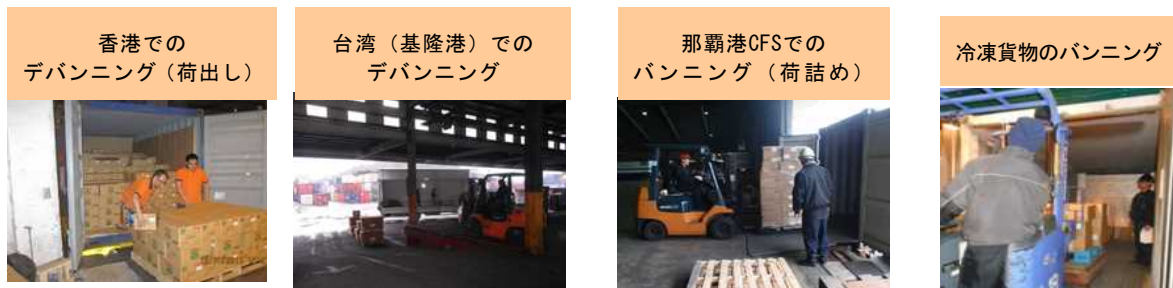 香港での
デバンニング（荷出し）
台湾（基隆港）での
デバンニング
那覇港CFSでの
バンニング（荷詰め）
冷凍貨物のバンニング